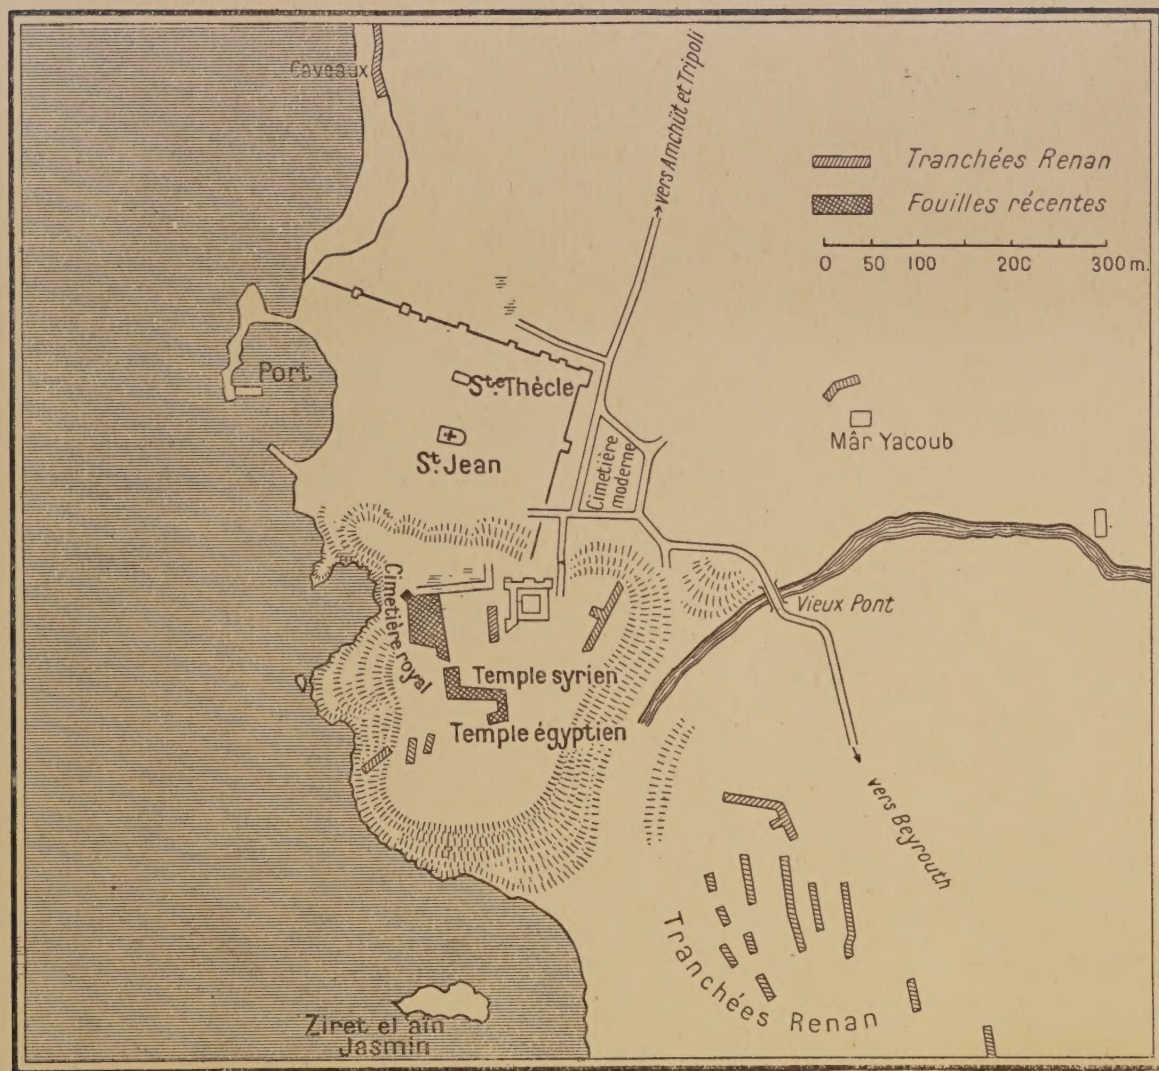 Caveaux
vers Amchüt et Tripoli
Tranchées Renan
Fouilles récentes
0 50 100 200 300 m.
Port
Ste Thècle
St. Jean
Cimetière
moderne
Mâr Yacoub
Cimetière royal
Vieux Pont
Temple syrien
Temple égyptien
vers Beyrouth
Tranchées Renan
Ziret el aïn
Jasmin